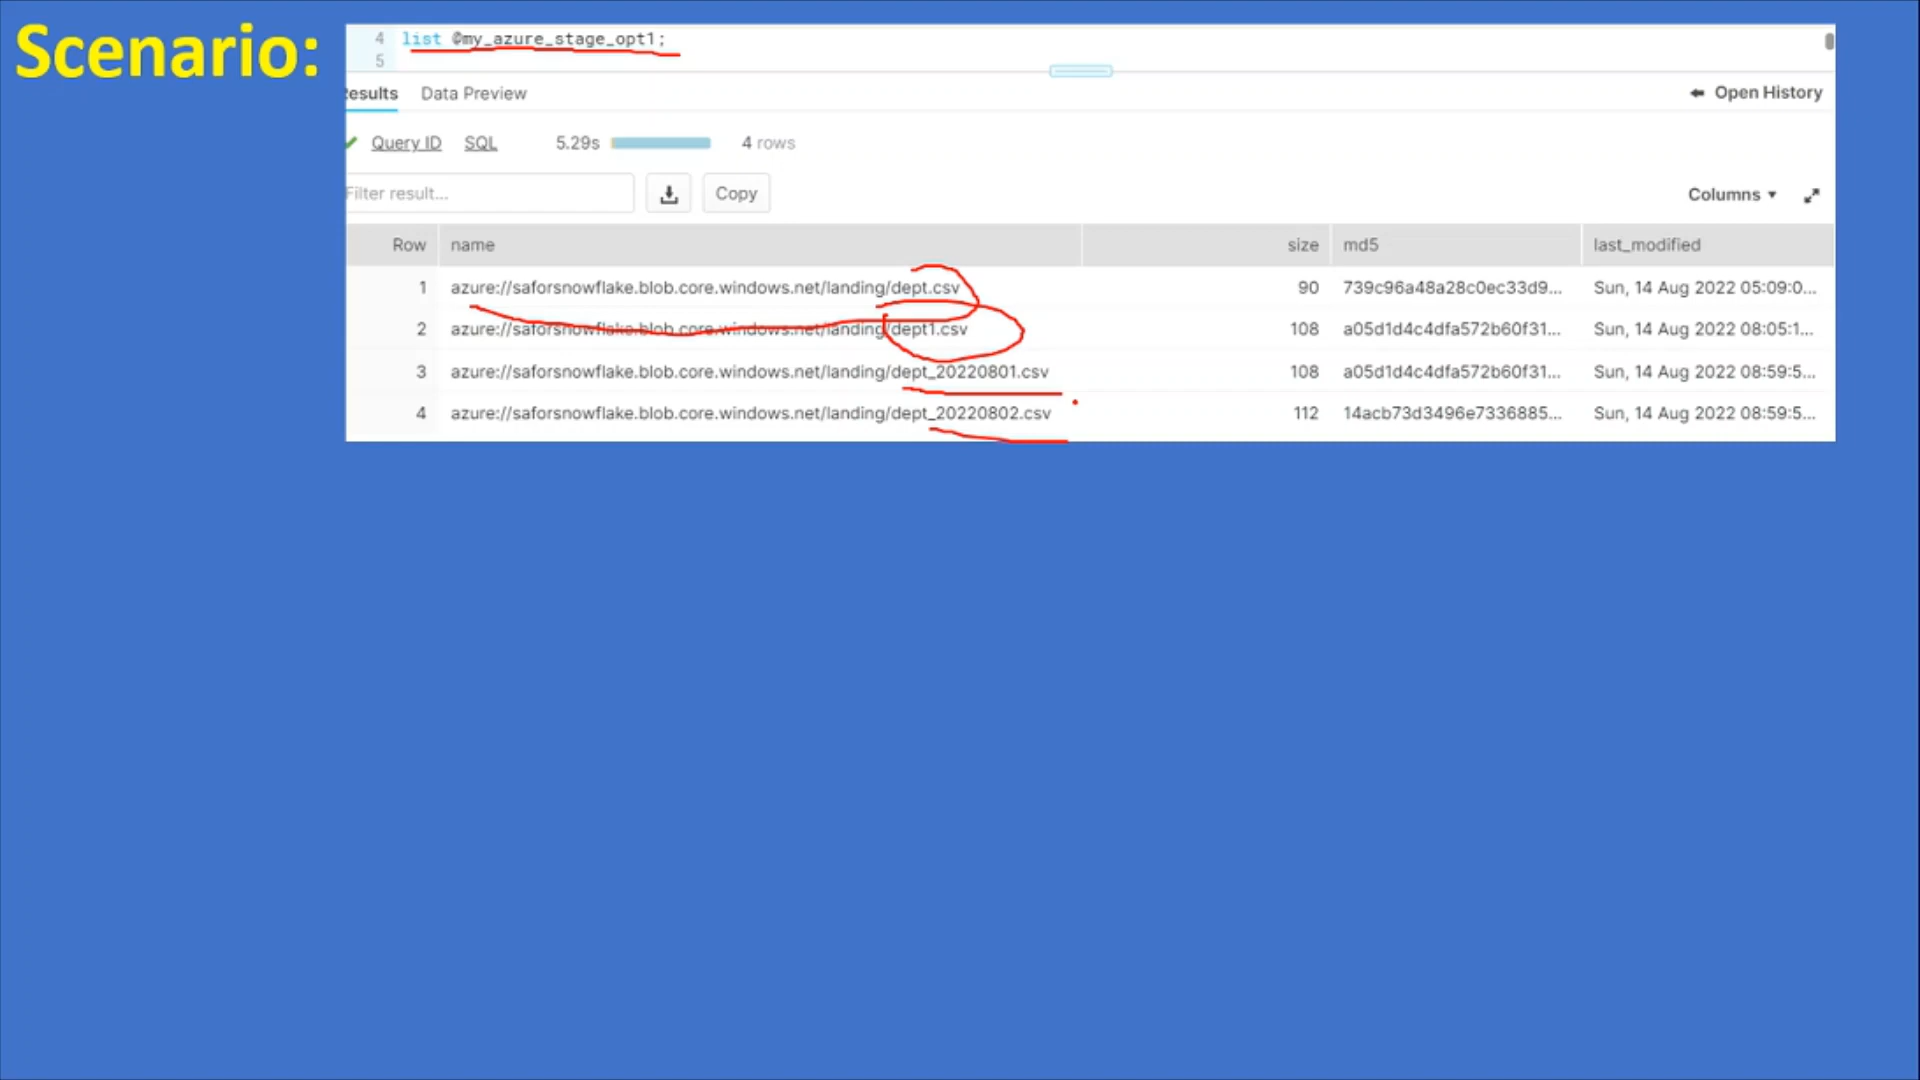 Scenario:
4 list @my_azure_stage_opt1;
5
Results Data Preview
Open History
Query ID SQL 5.29s 4 rows
Filter result...
Copy
Columns
Row name size md5 last_modified
1 azure://saforsnowflake.blob.core.windows.net/landing/dept.csv 90 739c96a48a28c0ec33d9... Sun, 14 Aug 2022 05:09:0...
2 azure://saforsnowflake.blob.core.windows.net/landing/dept1.csv 108 a05d1d4c4dfa572b60f31... Sun, 14 Aug 2022 08:05:1...
3 azure://saforsnowflake.blob.core.windows.net/landing/dept_20220801.csv 108 a05d1d4c4dfa572b60f31... Sun, 14 Aug 2022 08:59:5...
4 azure://saforsnowflake.blob.core.windows.net/landing/dept_20220802.csv 112 14acb73d3496e7336885... Sun, 14 Aug 2022 08:59:5...